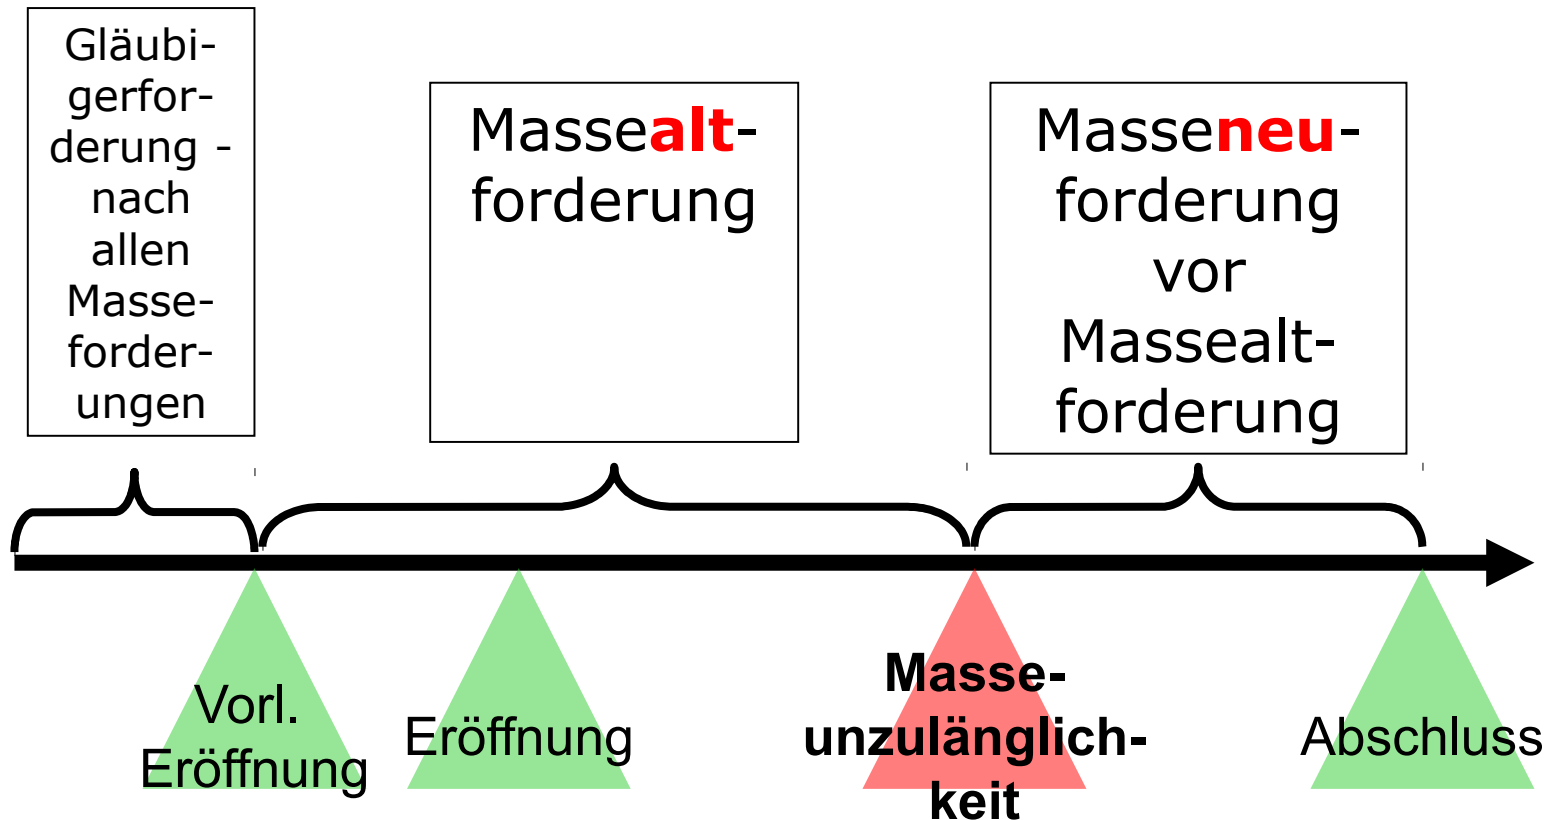 Gläubi-
gerfor-
derung -
nach
allen
Masse-
forder-
ungen
Massealt-
forderung
Masseneu-
forderung
vor
Massealt-
forderung
Vorl.
Eröffnung
Eröffnung
Masse-
unzulänglich-
keit
Abschluss